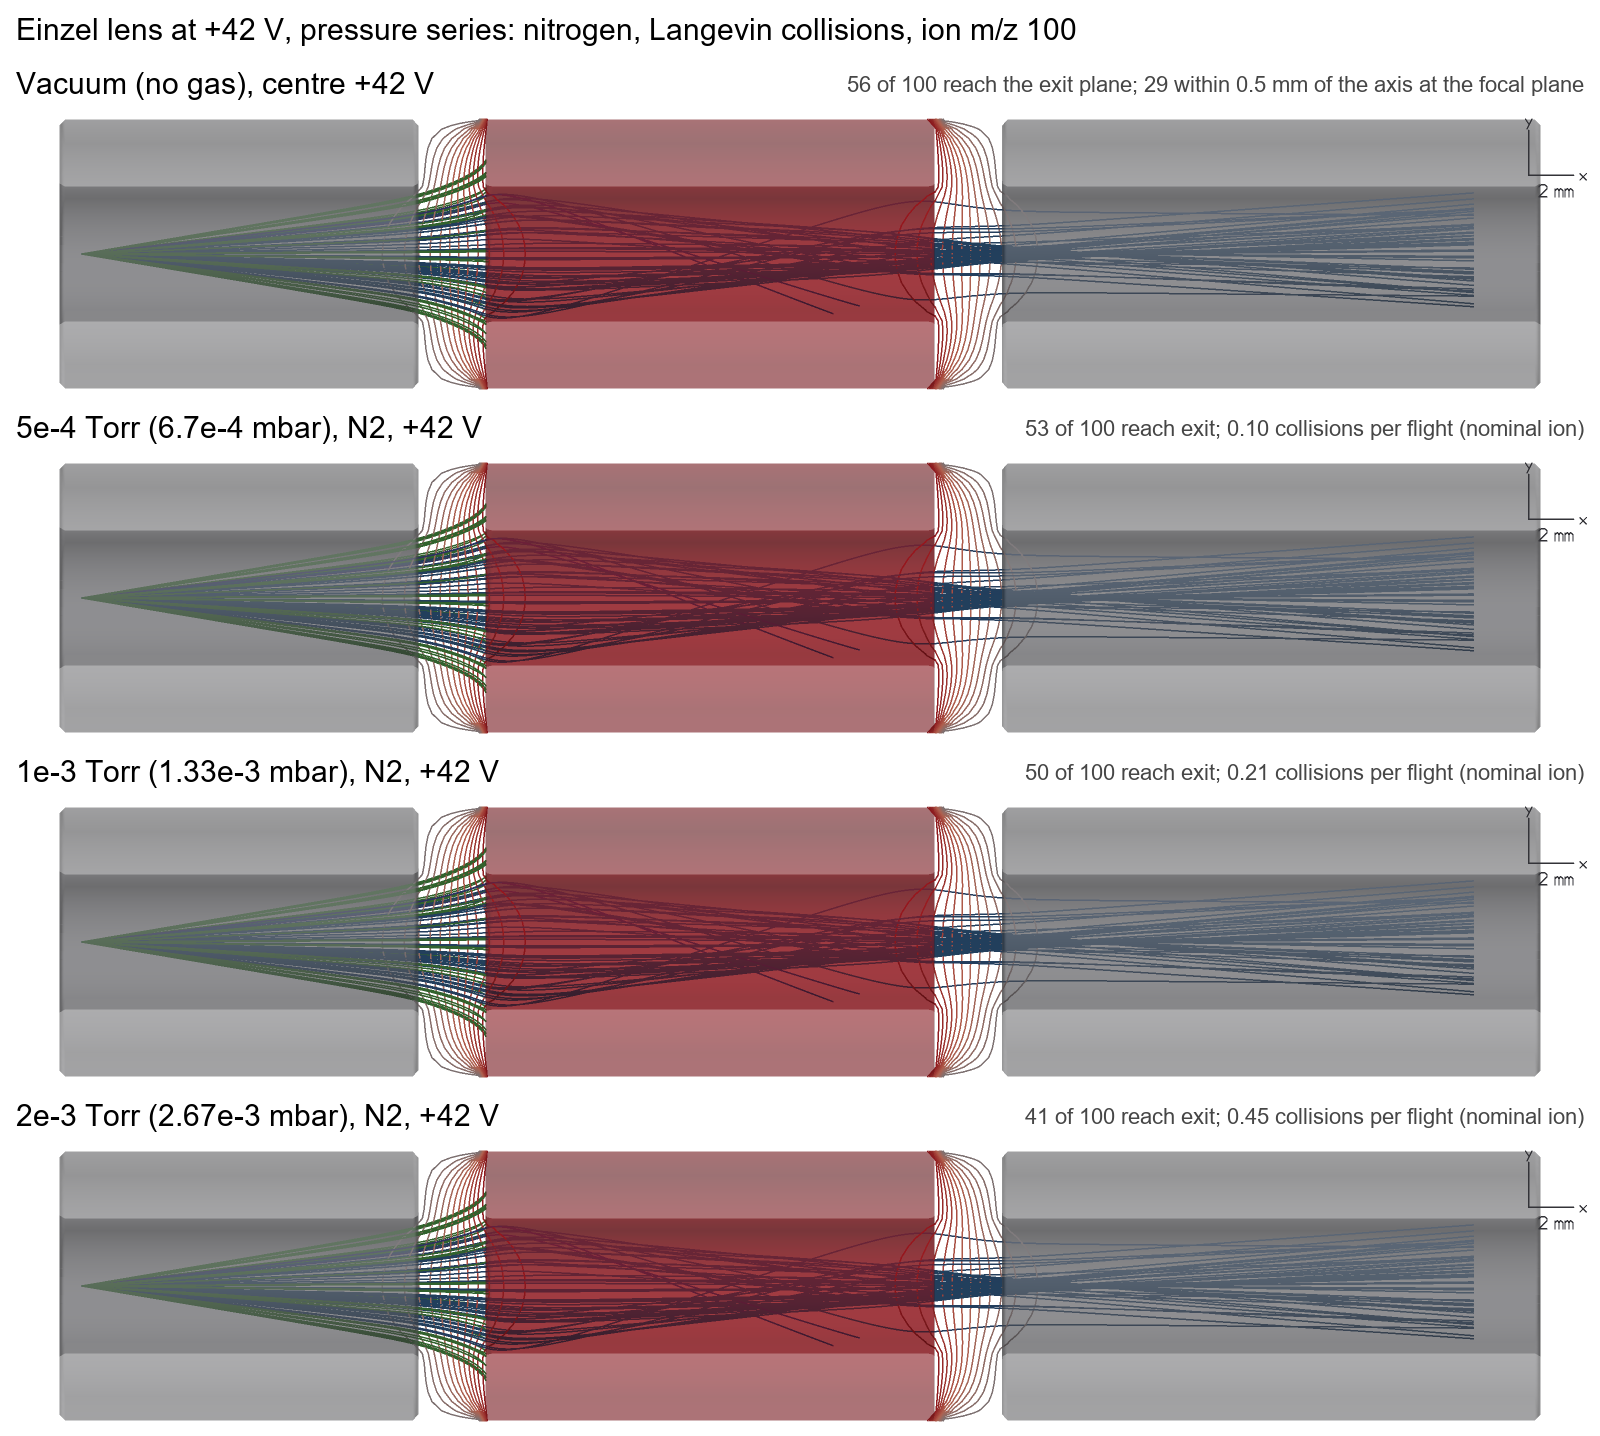 Einzel lens at +42 V, pressure series: nitrogen, Langevin collisions, ion m/z 100
Vacuum (no gas), centre +42 V
56 of 100 reach the exit plane; 29 within 0.5 mm of the axis at the focal plane
y
x
2 mm
5e-4 Torr (6.7e-4 mbar), N2, +42 V
53 of 100 reach exit; 0.10 collisions per flight (nominal ion)
y
x
2 mm
1e-3 Torr (1.33e-3 mbar), N2, +42 V
50 of 100 reach exit; 0.21 collisions per flight (nominal ion)
y
x
2 mm
2e-3 Torr (2.67e-3 mbar), N2, +42 V
41 of 100 reach exit; 0.45 collisions per flight (nominal ion)
y
x
2 mm